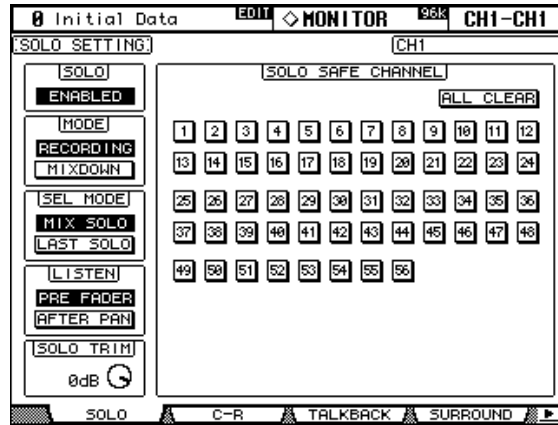 0 Initial Data EDIT ◇MONITOR 96k CH1-CH1
SOLO SETTING CH1
SOLO
ENABLED
MODE
RECORDING
MIXDOWN
SEL MODE
MIX SOLO
LAST SOLO
LISTEN
PRE FADER
AFTER PAN
SOLO TRIM
0dB
SOLO SAFE CHANNEL
ALL CLEAR
1 2 3 4 5 6 7 8 9 10 11 12
13 14 15 16 17 18 19 20 21 22 23 24
25 26 27 28 29 30 31 32 33 34 35 36
37 38 39 40 41 42 43 44 45 46 47 48
49 50 51 52 53 54 55 56
SOLO C-R TALKBACK SURROUND